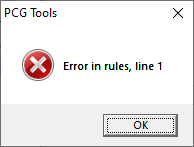 PCG Tools
Error in rules, line 1
OK